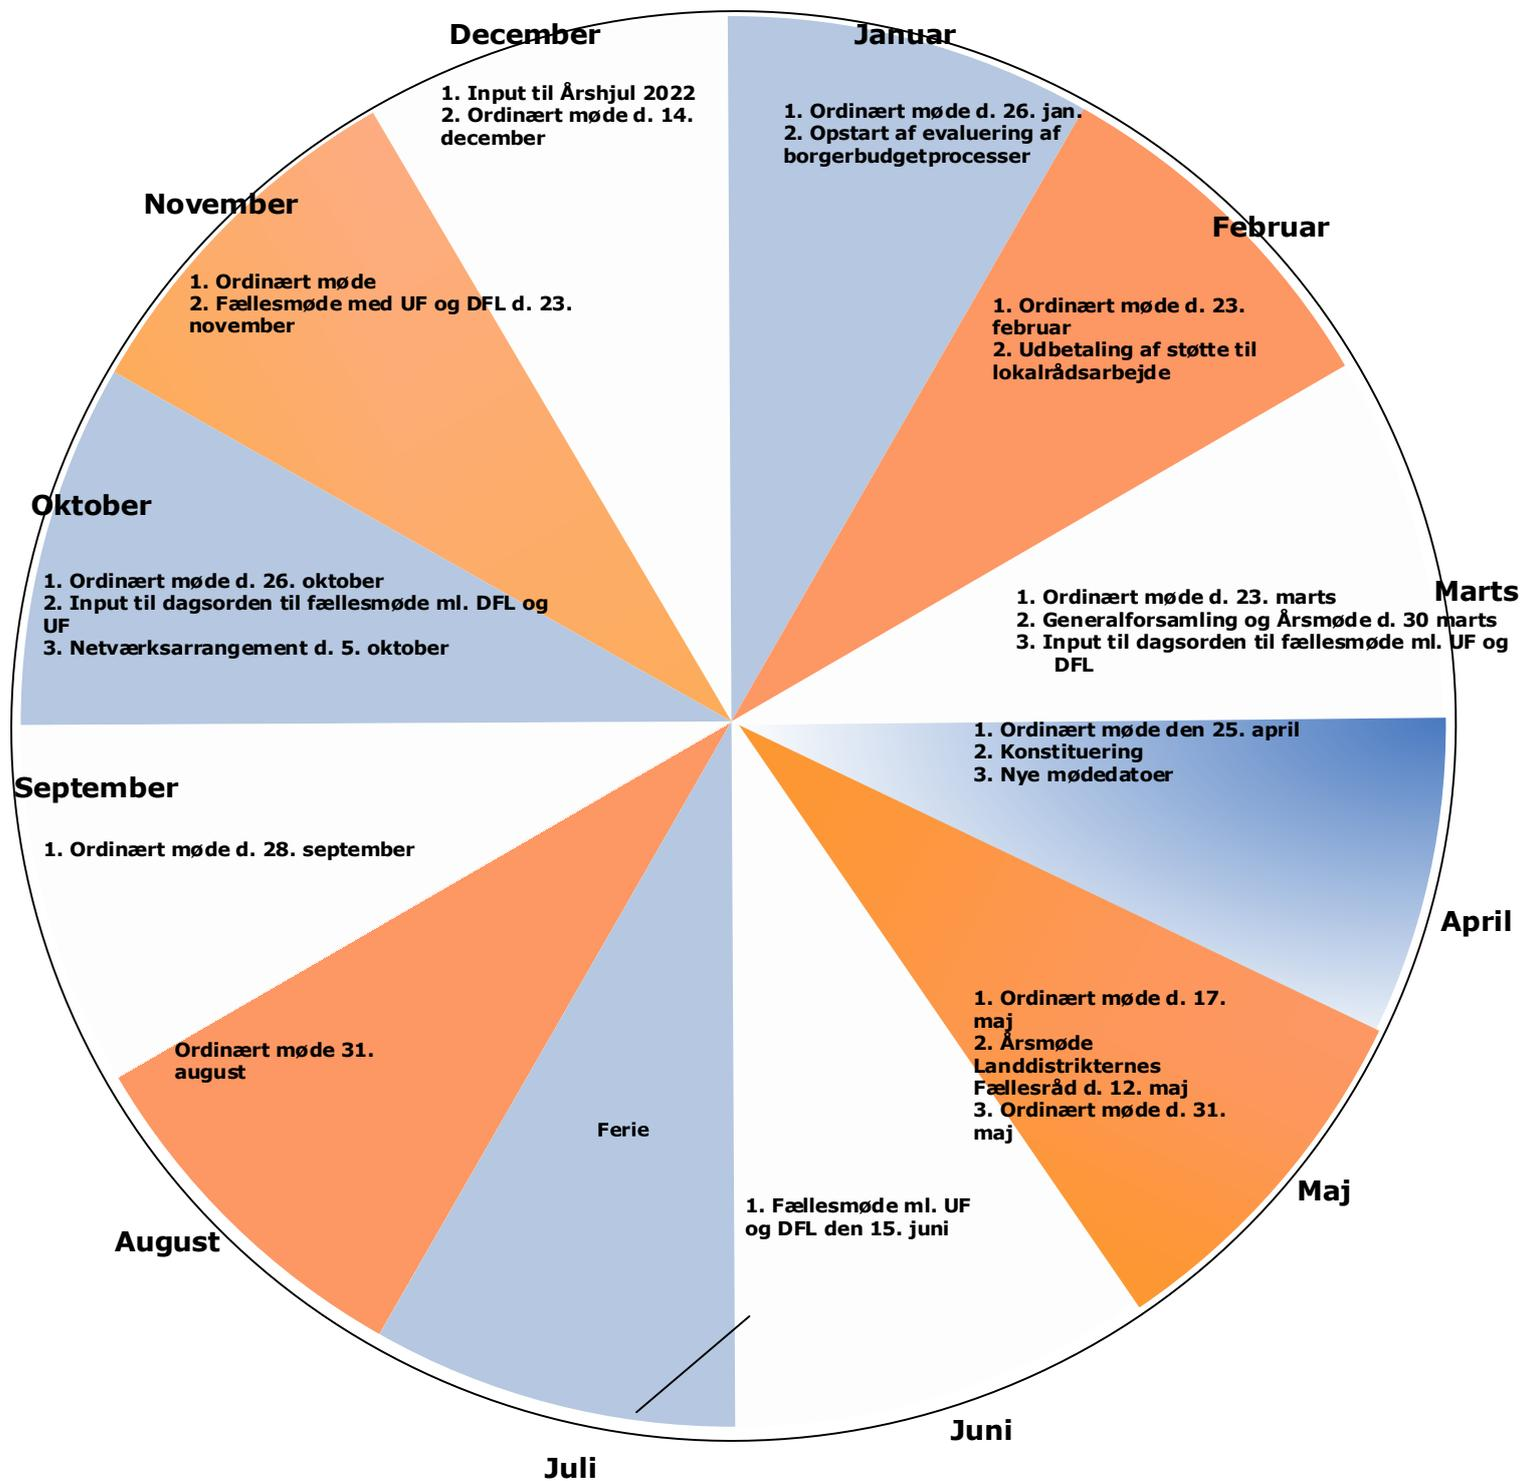 Januar
1. Ordinært møde d. 26. jan.
2. Opstart af evaluering af
borgerbudgetprocesser
Februar
1. Ordinært møde d. 23.
februar
2. Udbetaling af støtte til
lokalrådsarbejde
Marts
1. Ordinært møde d. 23. marts
2. Generalforsamling og Årsmøde d. 30 marts
3. Input til dagsorden til fællesmøde ml. UF og
DFL
April
1. Ordinært møde den 25. april
2. Konstituering
3. Nye mødedatoer
Maj
1. Ordinært møde d. 17.
maj
2. Årsmøde
Landdistrikternes
Fællesråd d. 12. maj
3. Ordinært møde d. 31.
maj
Juni
1. Fællesmøde ml. UF
og DFL den 15. juni
Juli
Ferie
August
Ordinært møde 31.
august
September
1. Ordinært møde d. 28. september
Oktober
1. Ordinært møde d. 26. oktober
2. Input til dagsorden til fællesmøde ml. DFL og
UF
3. Netværksarrangement d. 5. oktober
November
1. Ordinært møde
2. Fællesmøde med UF og DFL d. 23.
november
December
1. Input til Årshjul 2022
2. Ordinært møde d. 14.
december